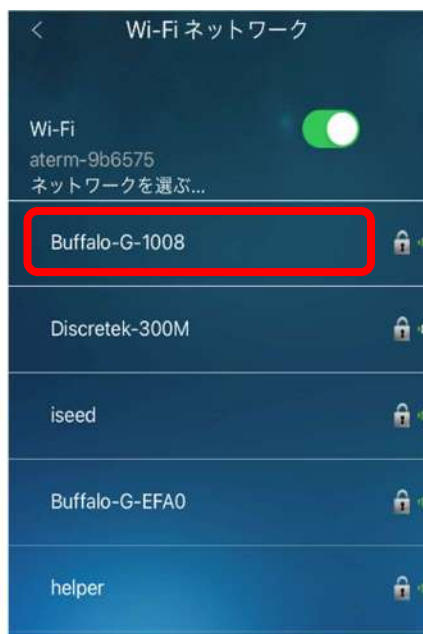 Wi-Fi ネットワーク
Wi-Fi
aterm-9b6575
ネットワークを選ぶ...
Buffalo-G-1008
Discretek-300M
iseed
Buffalo-G-EFA0
helper